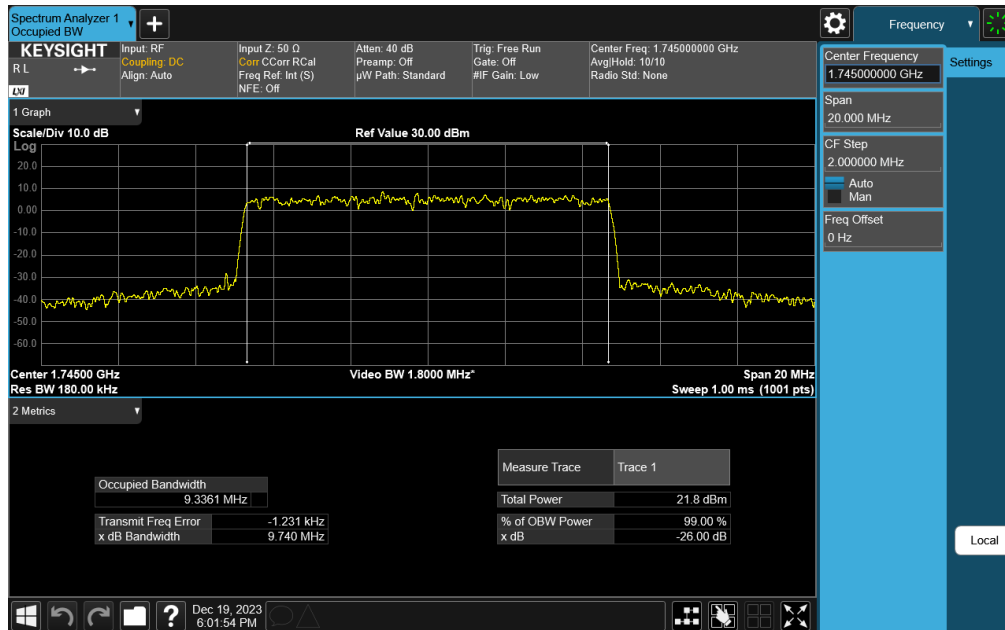 Spectrum Analyzer 1
Occupied BW
+
Frequency
KEYSIGHT
R L
LXI
Input: RF
Coupling: DC
Align: Auto
Input Z: 50 Ω
Corr CCorr RCal
Freq Ref: Int (S)
NFE: Off
Atten: 40 dB
Preamp: Off
µW Path: Standard
Trig: Free Run
Gate: Off
#IF Gain: Low
Center Freq: 1.745000000 GHz
Avg|Hold: 10/10
Radio Std: None
Center Frequency
1.745000000 GHz
Settings
Span
20.000 MHz
CF Step
2.000000 MHz
Auto
Man
Freq Offset
0 Hz
1 Graph
Scale/Div 10.0 dB
Ref Value 30.00 dBm
Log
20.0
10.0
0.00
-10.0
-20.0
-30.0
-40.0
-50.0
-60.0
Center 1.74500 GHz
Video BW 1.8000 MHz*
Span 20 MHz
Res BW 180.00 kHz
Sweep 1.00 ms (1001 pts)
2 Metrics
Occupied Bandwidth
9.3361 MHz
Transmit Freq Error -1.231 kHz
x dB Bandwidth 9.740 MHz
Measure Trace Trace 1
Total Power 21.8 dBm
% of OBW Power 99.00 %
x dB -26.00 dB
Local
?
Dec 19, 2023
6:01:54 PM